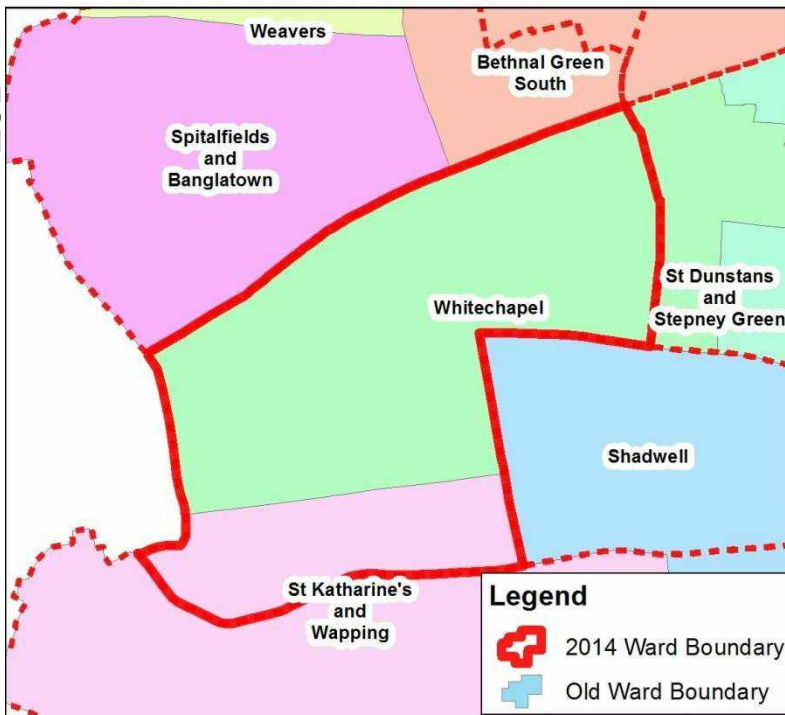 Weavers
Bethnal Green
South
Spitalfields
and
Banglatown
St Dunstans
and
Stepney Green
Whitechapel
Shadwell
St Katharine's
and
Wapping
Legend
2014 Ward Boundary
Old Ward Boundary